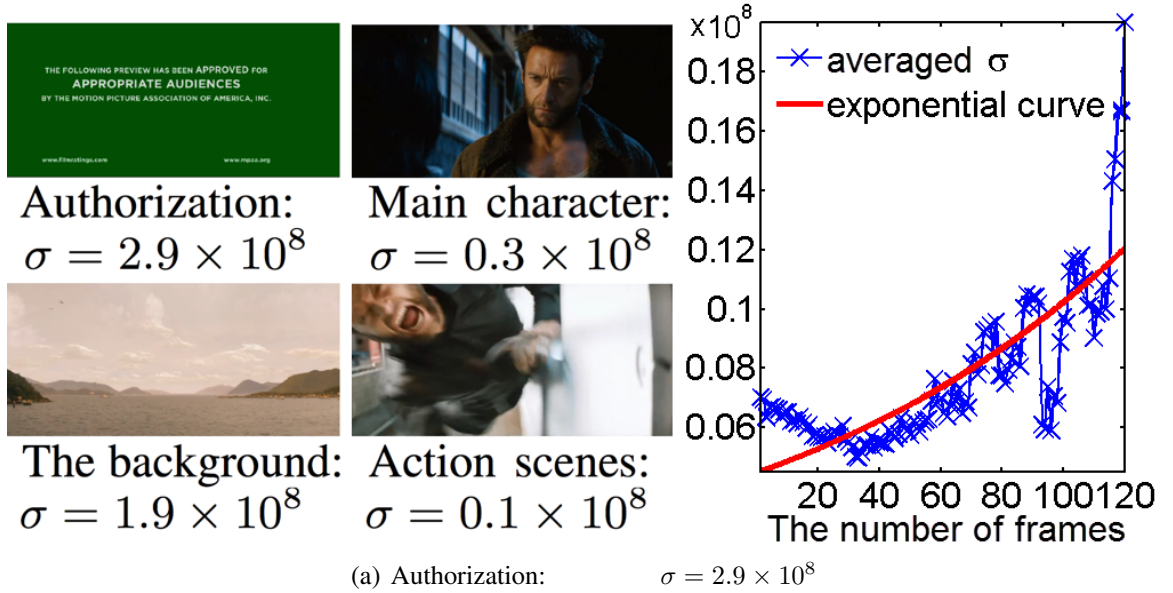 THE FOLLOWING PREVIEW HAS BEEN APPROVED FOR
APPROPRIATE AUDIENCES
BY THE MOTION PICTURE ASSOCIATION OF AMERICA, INC.
www.filmratings.com
www.mpaa.org
Authorization:
σ = 2.9 × 10⁸
Main character:
σ = 0.3 × 10⁸
The background:
σ = 1.9 × 10⁸
Action scenes:
σ = 0.1 × 10⁸
x10⁸
averaged σ
exponential curve
0.18
0.16
0.14
0.12
0.1
0.08
0.06
20 40 60 80 100 120
The number of frames
(a) Authorization: σ = 2.9 × 10⁸